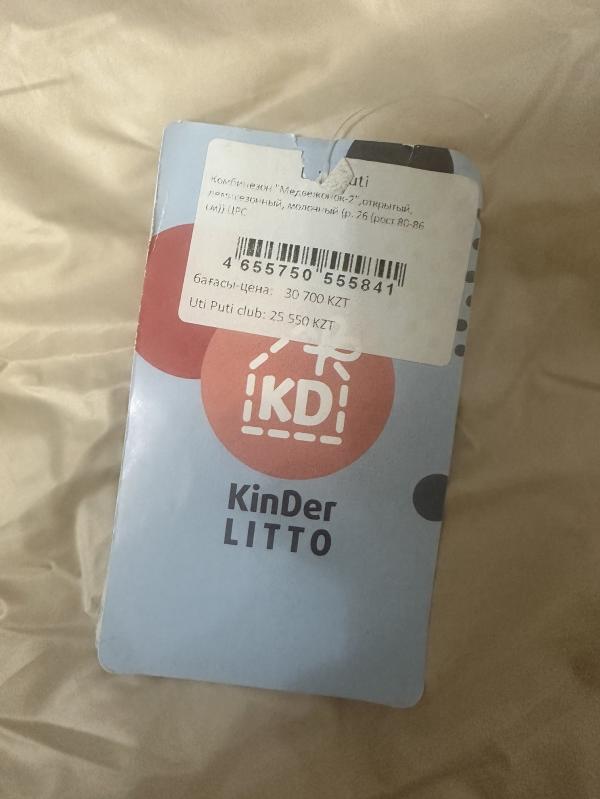 uti
Комбинезон "Медвежонок-2",открытый,
демисезонный, молочный (р. 26 (рост 80-86
см)) ЦРС
4 655750 555841
бағасы-цена: 30 700 KZT
Uti Puti club: 25 550 KZT
KD
KinDer
LITTO